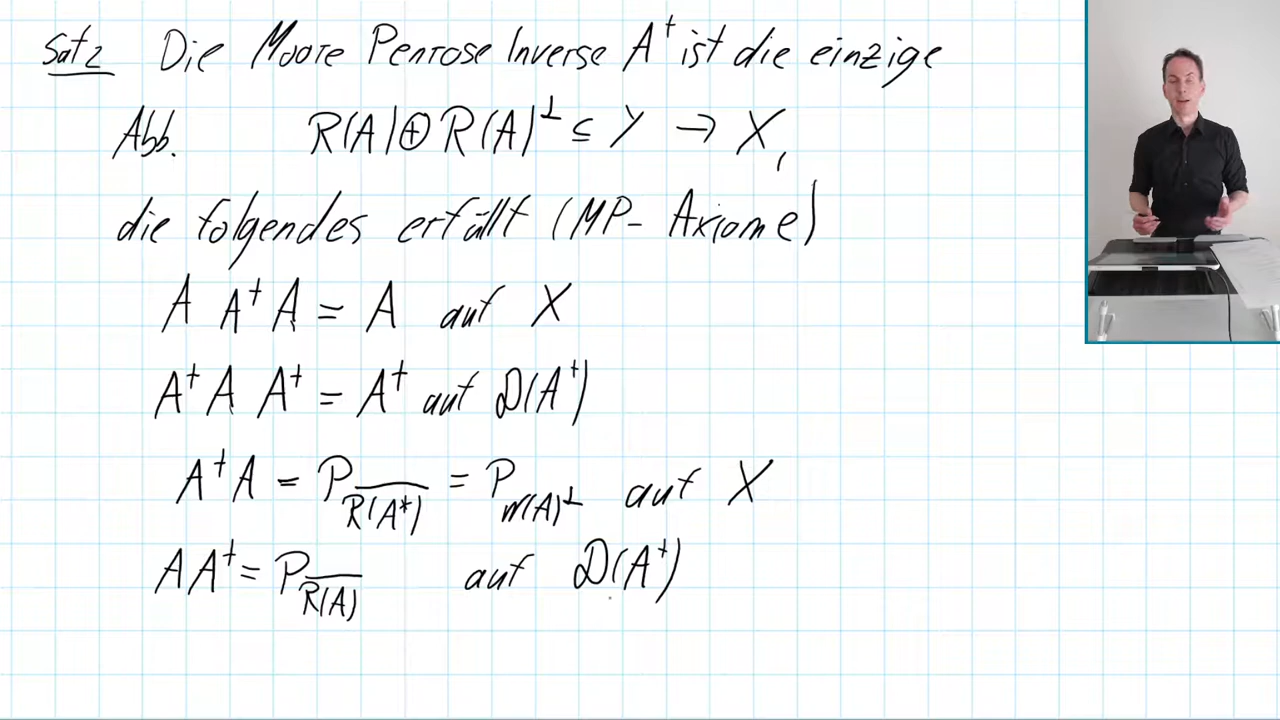 Satz Die Moore Penrose Inverse A† ist die einzige
Abb. R(A)⊕R(A)^⊥ ⊆ Y → X,
die folgendes erfüllt (MP-Axiome)
A A† A = A auf X
A† A A† = A† auf D(A†)
A† A = P_{\overline{R(A*)}} = P_{N(A)^⊥} auf X
A A† = P_{\overline{R(A)}} auf D(A†)